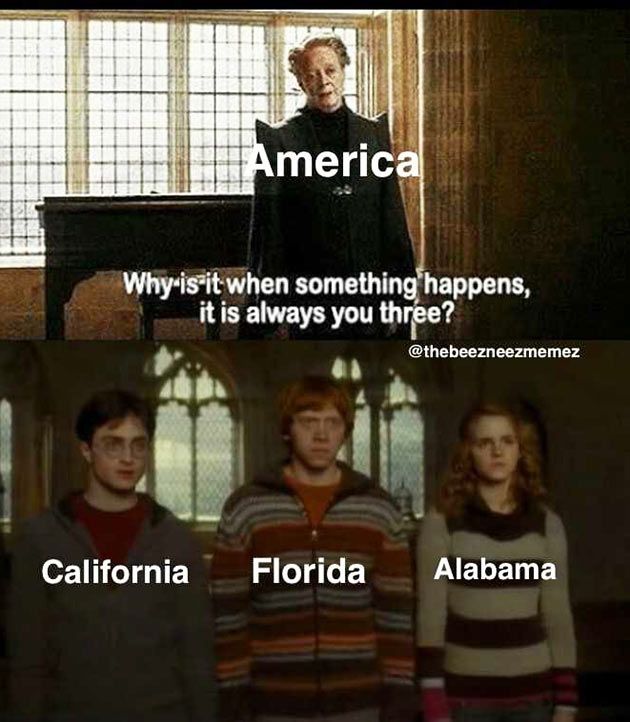 America
Why is it when something happens,
it is always you three?
@thebeezneezmemez
California
Florida
Alabama